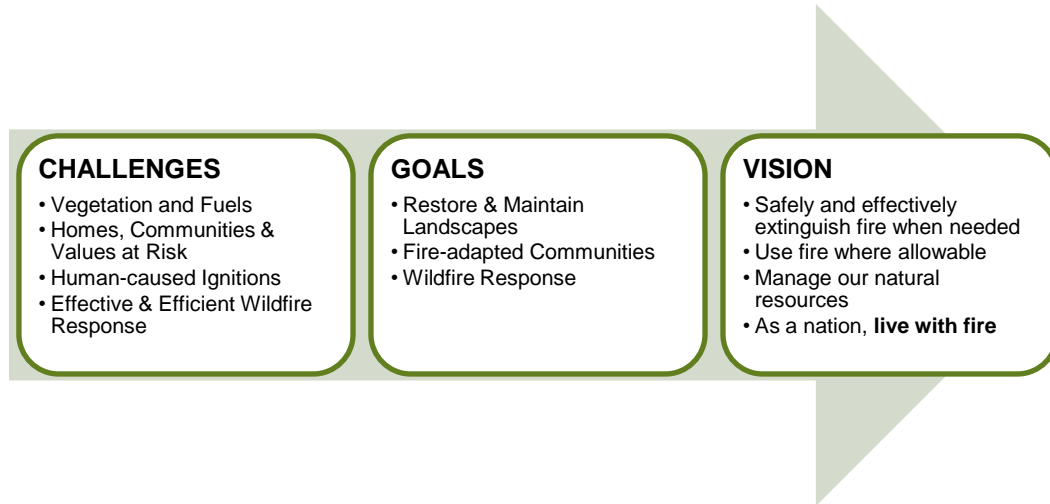 CHALLENGES
• Vegetation and Fuels
• Homes, Communities &
Values at Risk
• Human-caused Ignitions
• Effective & Efficient Wildfire
Response
GOALS
• Restore & Maintain
Landscapes
• Fire-adapted Communities
• Wildfire Response
VISION
• Safely and effectively
extinguish fire when needed
• Use fire where allowable
• Manage our natural
resources
• As a nation, live with fire